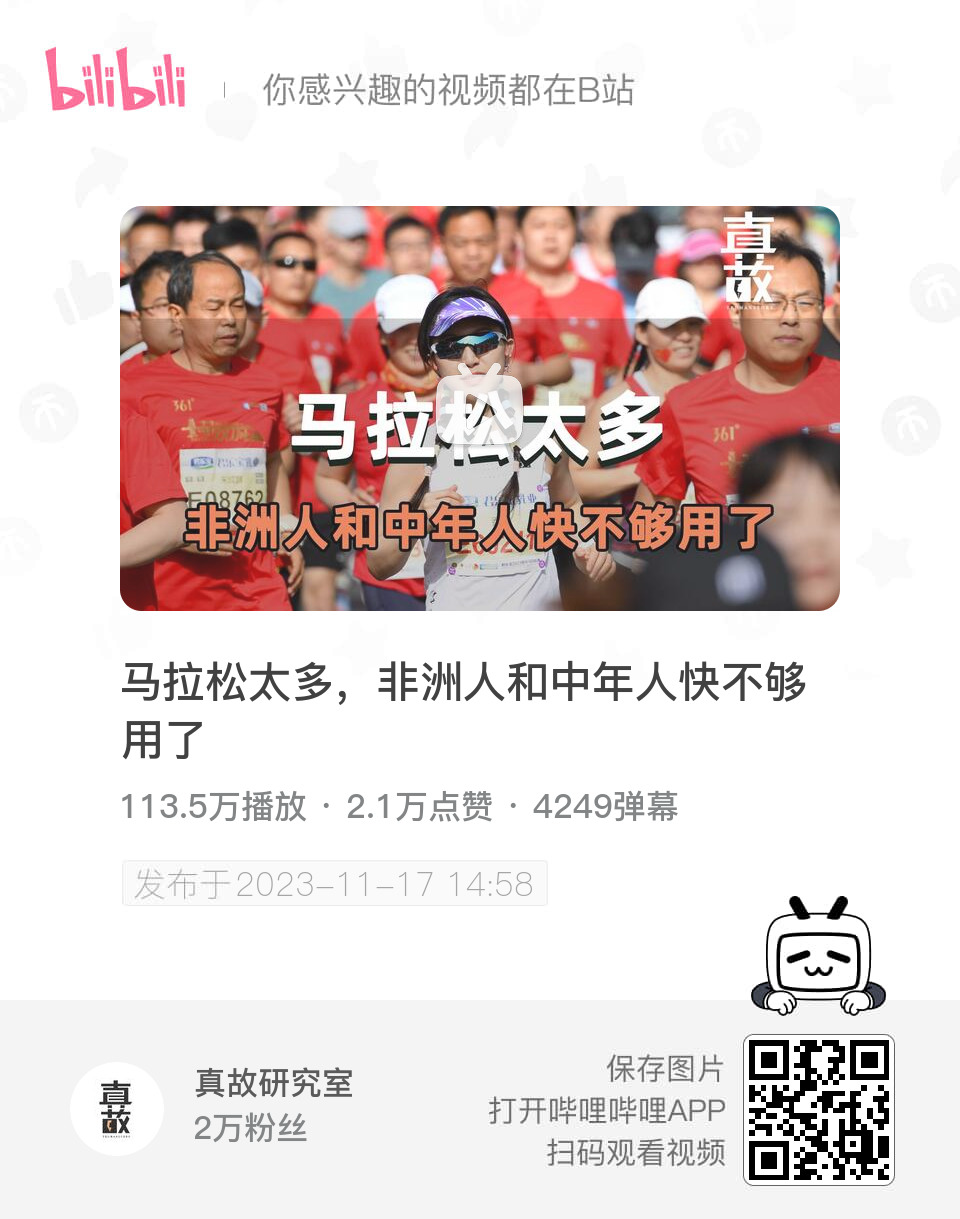 bilibili
你感兴趣的视频都在B站
真故
361°
361°
马拉松太多
非洲人和中年人快不够用了
马拉松太多，非洲人和中年人快不够
用了
113.5万播放 · 2.1万点赞 · 4249弹幕
发布于2023-11-17 14:58
真故
真故研究室
2万粉丝
保存图片
打开哔哩哔哩APP
扫码观看视频